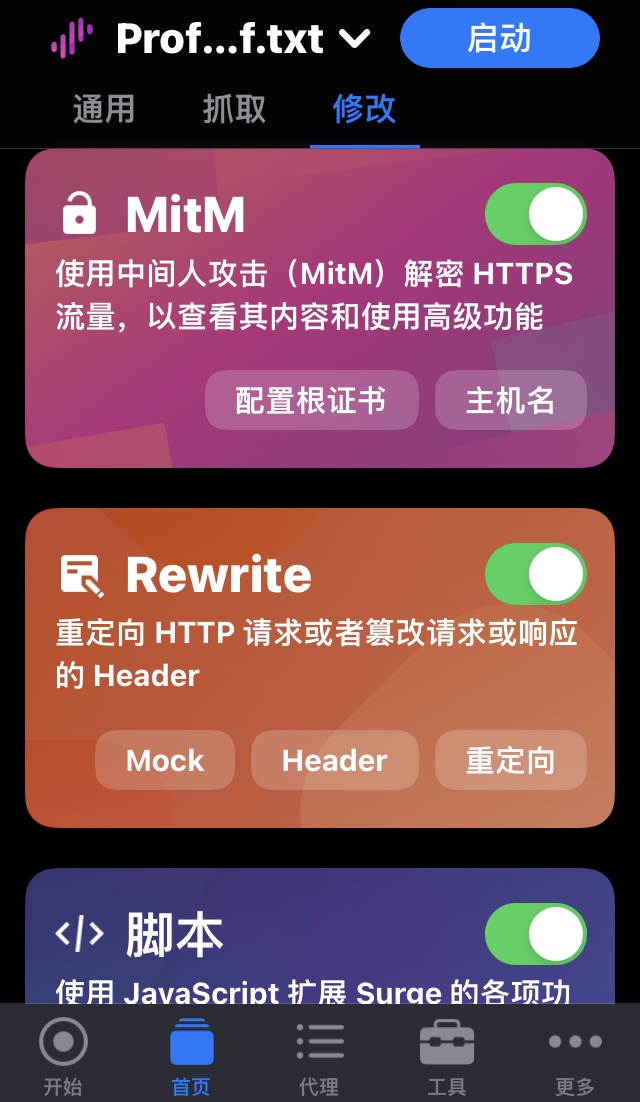 Prof...f.txt
启动
通用
抓取
修改
MitM
使用中间人攻击（MitM）解密 HTTPS
流量，以查看其内容和使用高级功能
配置根证书
主机名
Rewrite
重定向 HTTP 请求或者篡改请求或响应
的 Header
Mock
Header
重定向
脚本
使用 JavaScript 扩展 Surge 的各项功
开始
首页
代理
工具
更多